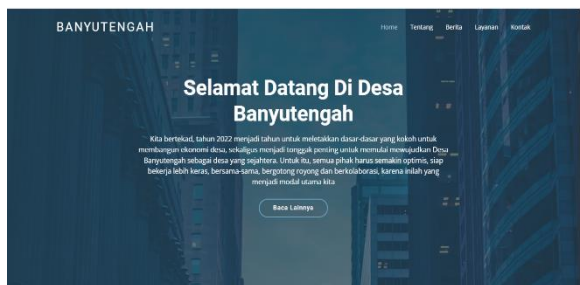 BANYUTENGAH
Home Tentang Berita Layanan Kontak
Selamat Datang Di Desa
Banyutengah
Kita bertekad, tahun 2022 menjadi tahun untuk meletakkan dasar-dasar yang kokoh untuk
membangan ekonomi desa, sekaligus menjadi tonggak penting untuk memulai mewujudkan Desa
Banyutengah sebagai desa yang sejahtera. Untuk itu, semua pihak harus semakin optimis, siap
bekerja lebih keras, bersama-sama, bergotong royong dan berkolaborasi, karena inilah yang
menjadi modal utama kita
Baca Lainnya